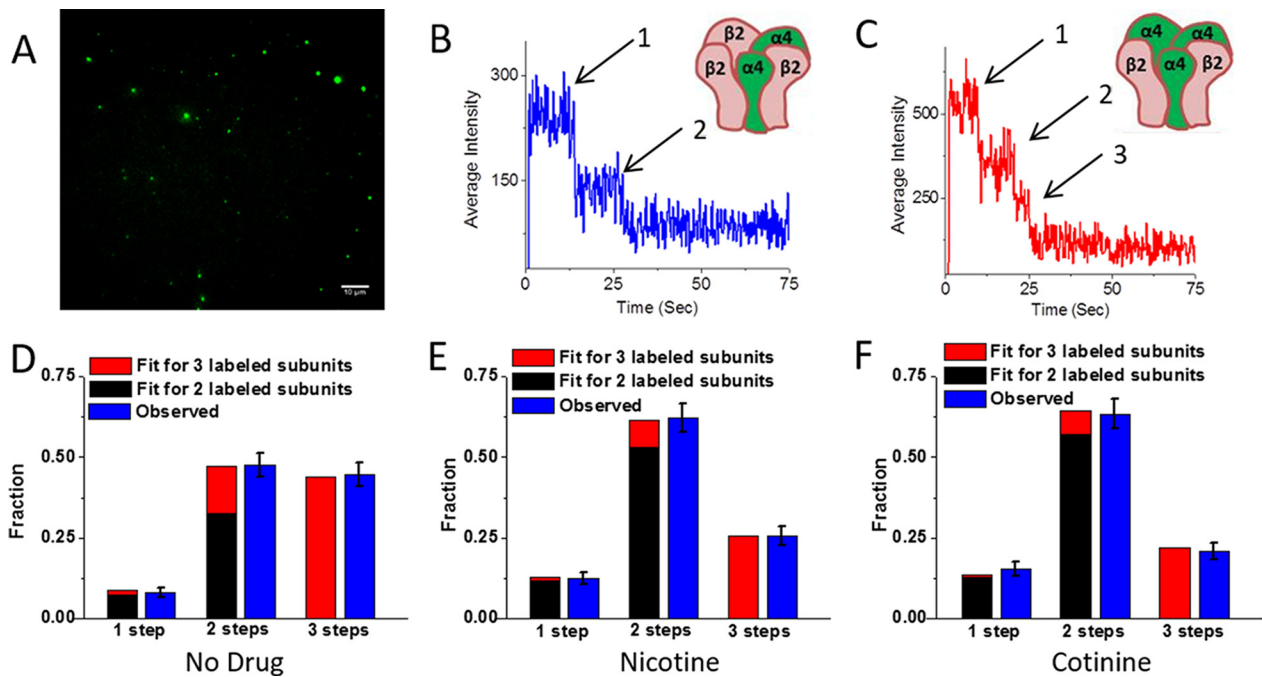 A
10 µm
B
1
2
β2
α4
β2
α4
β2
300
150
Average Intensity
0
25
50
75
Time (Sec)
C
1
2
3
α4
α4
β2
α4
β2
500
250
Average Intensity
0
25
50
75
Time (Sec)
D
Fit for 3 labeled subunits
Fit for 2 labeled subunits
Observed
0.75
0.50
0.25
0.00
Fraction
1 step
2 steps
3 steps
No Drug
E
Fit for 3 labeled subunits
Fit for 2 labeled subunits
Observed
0.75
0.50
0.25
0.00
Fraction
1 step
2 steps
3 steps
Nicotine
F
Fit for 3 labeled subunits
Fit for 2 labeled subunits
Observed
0.75
0.50
0.25
0.00
Fraction
1 step
2 steps
3 steps
Cotinine